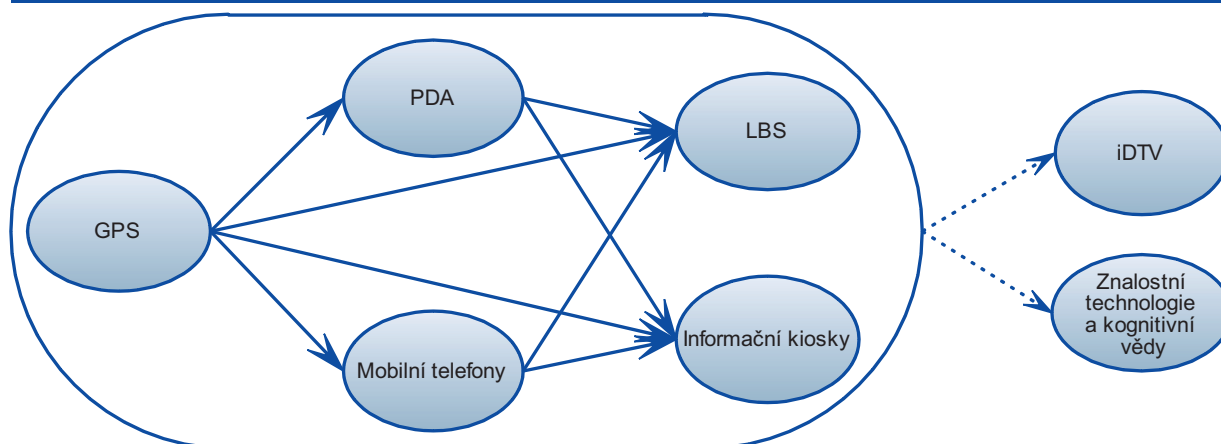 PDA
LBS
iDTV
GPS
Znalostní
technologie
a kognitivní
vědy
Informační kiosky
Mobilní telefony